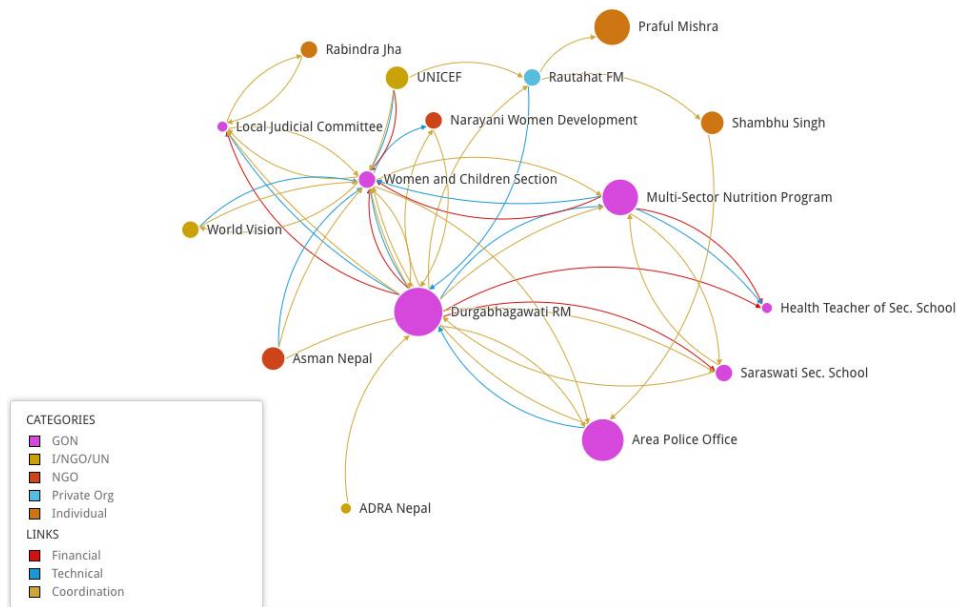 Praful Mishra
Rabindra Jha
UNICEF
Rautahat FM
Narayani Women Development
Shambhu Singh
Local Judicial Committee
Women and Children Section
Multi-Sector Nutrition Program
World Vision
Health Teacher of Sec. School
Durgabhagawati RM
Asman Nepal
Saraswati Sec. School
Area Police Office
ADRA Nepal
CATEGORIES
GON
I/NGO/UN
NGO
Private Org
Individual
LINKS
Financial
Technical
Coordination